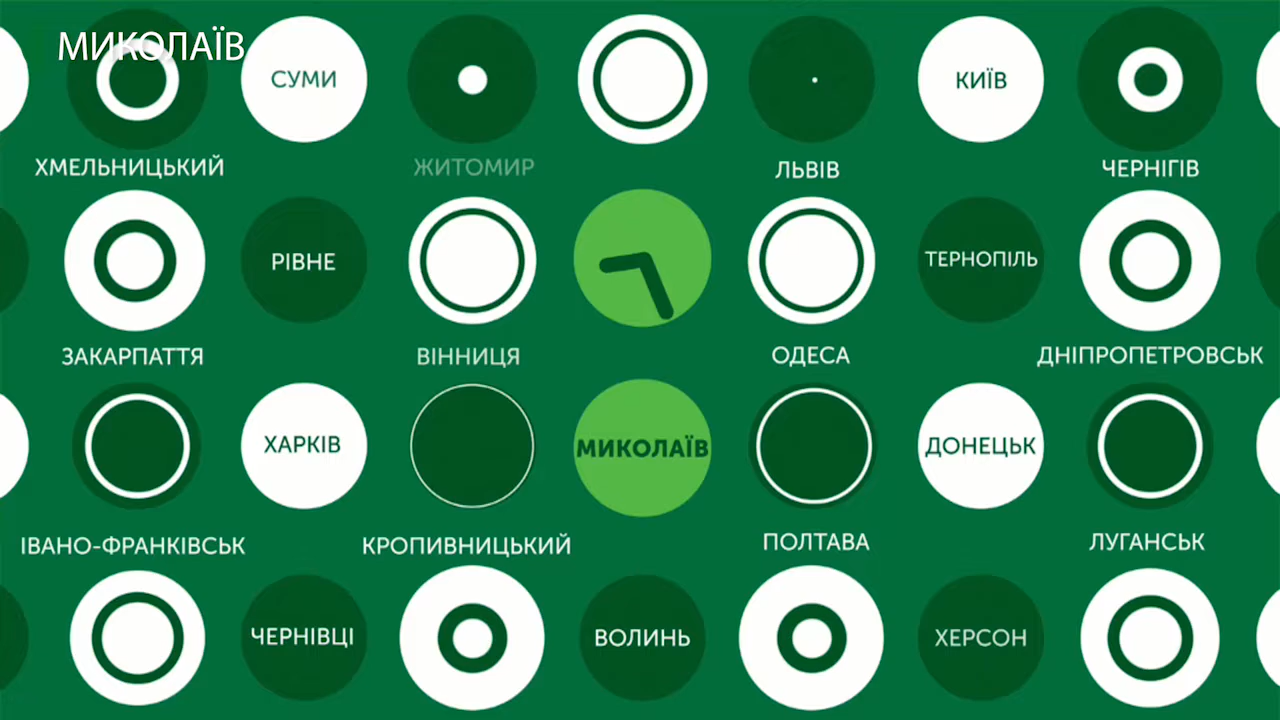 МИКОЛАЇВ
СУМИ
КИЇВ
ХМЕЛЬНИЦЬКИЙ
ЖИТОМИР
ЛЬВІВ
ЧЕРНІГІВ
РІВНЕ
ТЕРНОПІЛЬ
ЗАКАРПАТТЯ
ВІННИЦЯ
ОДЕСА
ДНІПРОПЕТРОВСЬК
ХАРКІВ
МИКОЛАЇВ
ДОНЕЦЬК
ІВАНО-ФРАНКІВСЬК
КРОПИВНИЦЬКИЙ
ПОЛТАВА
ЛУГАНСЬК
ЧЕРНІВЦІ
ВОЛИНЬ
ХЕРСОН